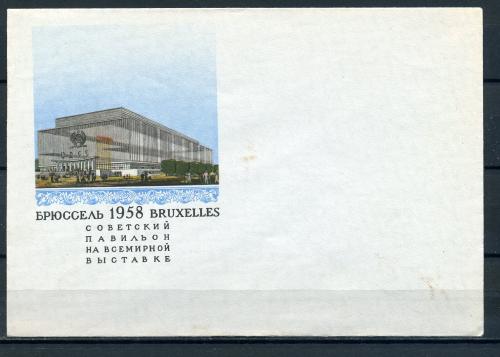 БРЮССЕЛЬ 1958 BRUXELLES
СОВЕТСКИЙ
ПАВИЛЬОН
НА ВСЕМИРНОЙ
ВЫСТАВКЕ